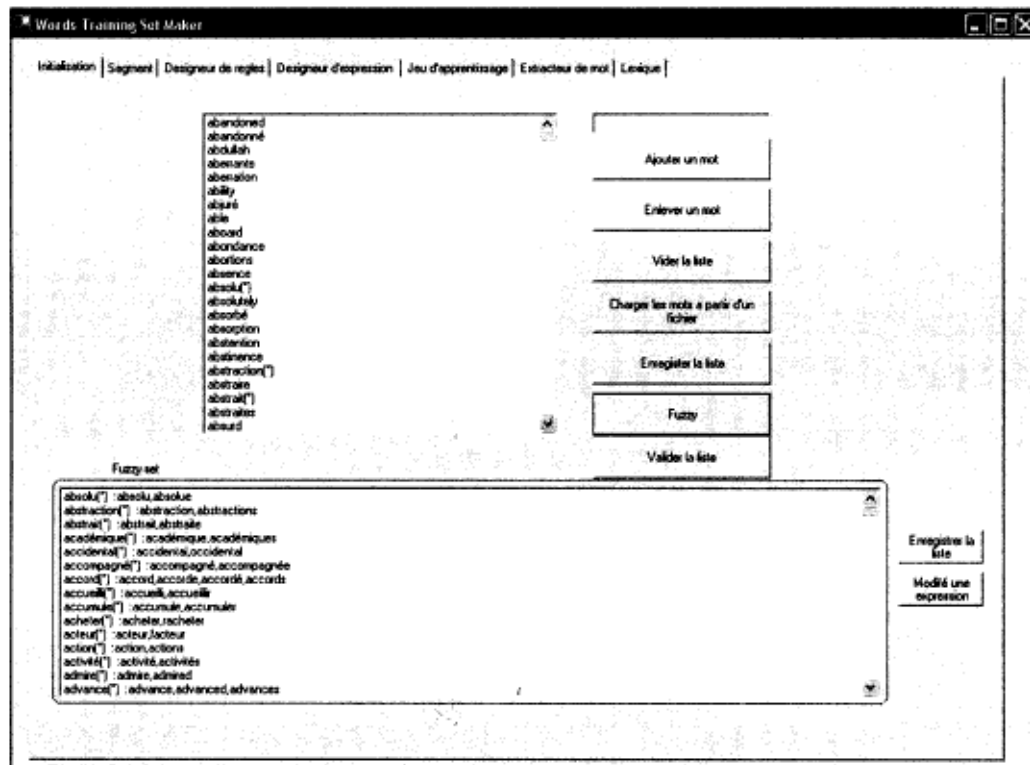 Words Training Set Maker
Initialisation Segment Designeur de regles Designeur d'expression Jeu d'apprentissage Extracteur de mot Lexique
abandoned
abandonné
abdullah
aberrants
aberration
ability
abjuré
able
aboard
abondance
abortions
absence
absolu(*)
absolutely
absorbé
absorption
abstention
abstinence
abstraction(*)
abstraire
abstrait(*)
abstraites
absurd
Ajouter un mot
Enlever un mot
Vider la liste
Charger les mots a partir d'un
fichier
Enregister la liste
Fuzzy
Valider la liste
Fuzzy set
absolu(*) :absolu,absolue
abstraction(*) :abstraction,abstractions
abstrait(*) :abstrait,abstraite
académique(*) :académique,académiques
accidental(*) :accidental,occidental
accompagné(*) :accompagné,accompagnée
accord(*) :accord,accorde,accordé,accords
accueilli(*) :accueilli,accueillir
accumule(*) :accumule,accumuler
acheter(*) :acheter,racheter
acteur(*) :acteur,facteur
action(*) :action,actions
activité(*) :activité,activités
admire(*) :admire,admired
advance(*) :advance,advanced,advances
Enregistrer la
liste
Modifié une
expression